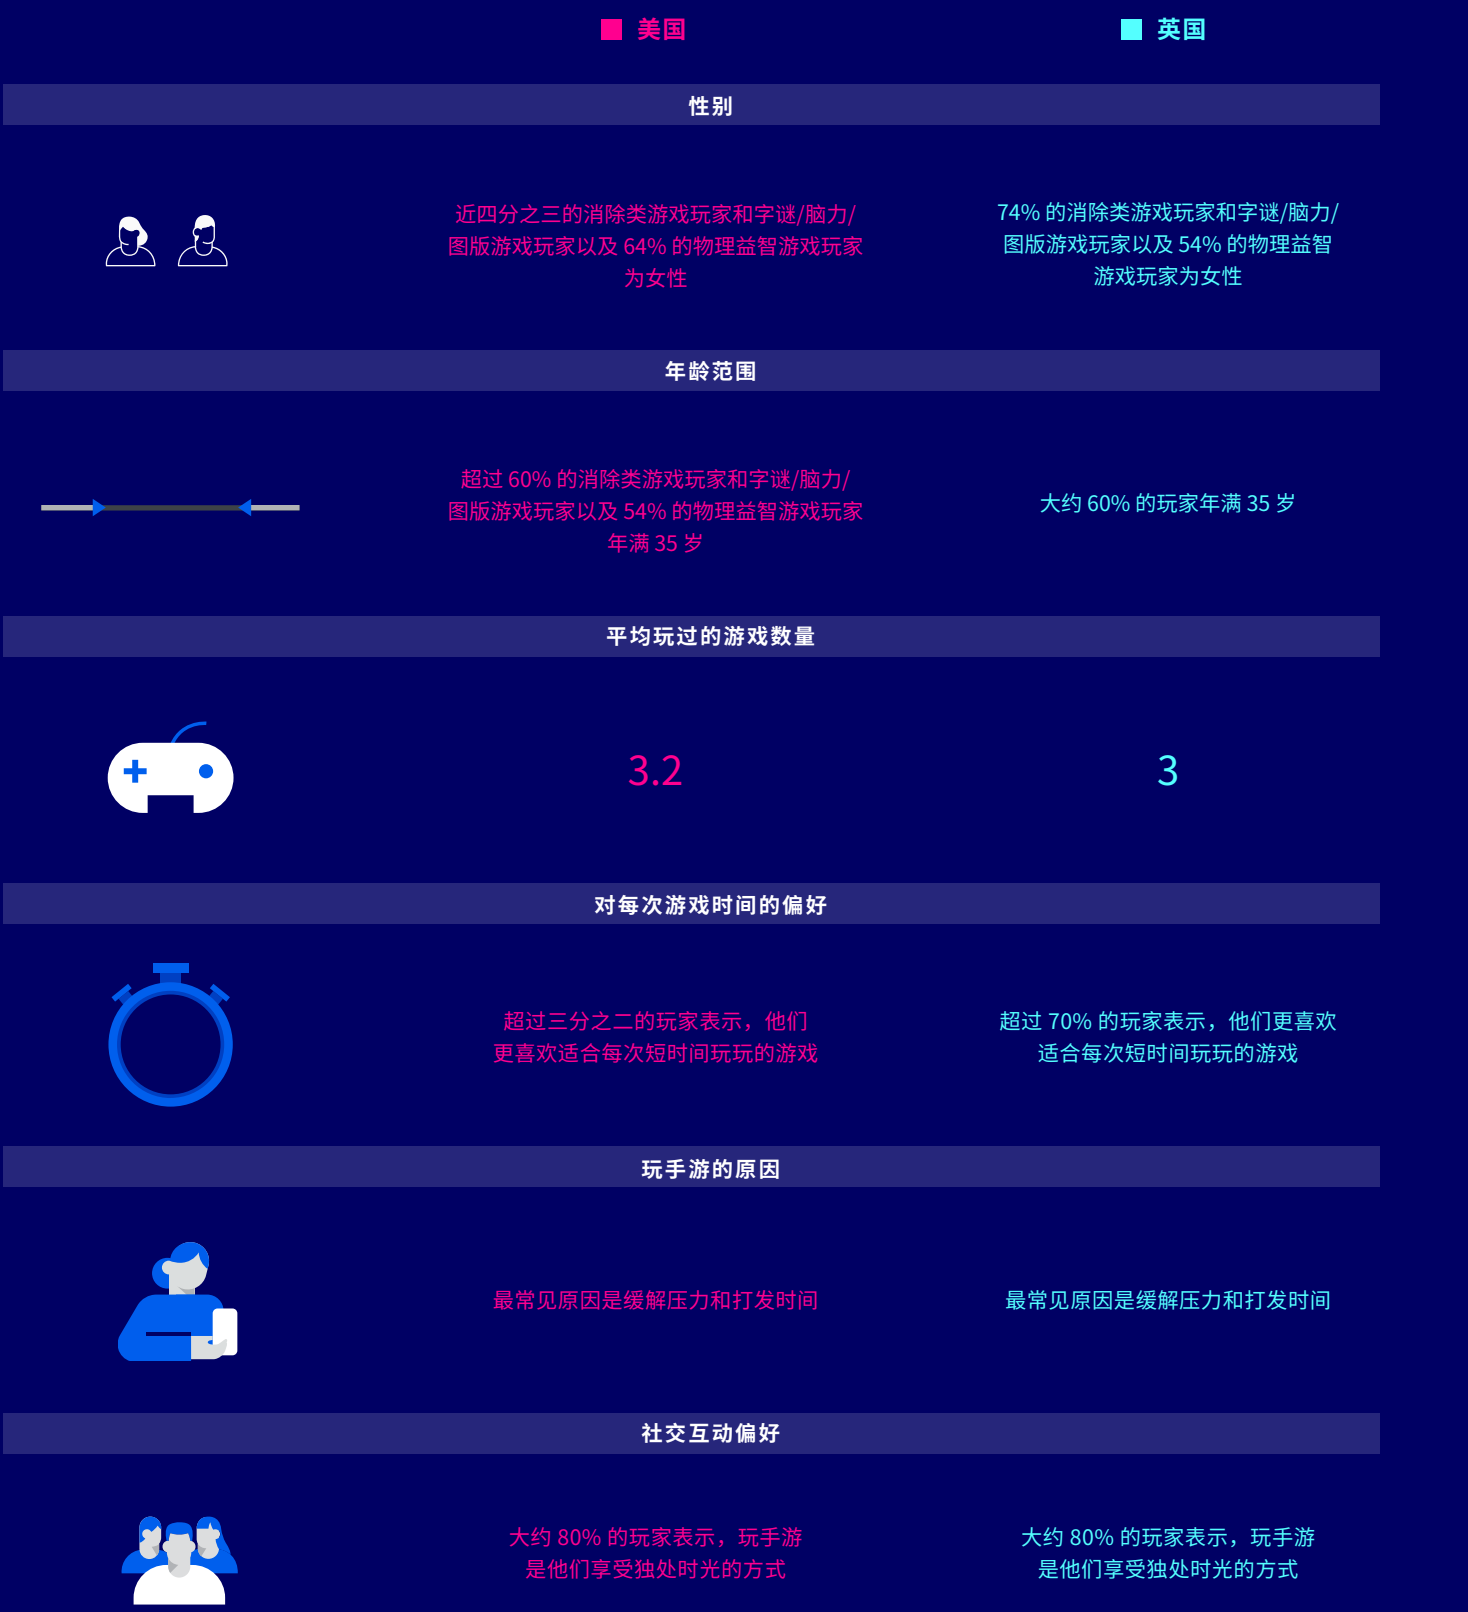 美国
英国
性别
近四分之三的消除类游戏玩家和字谜/脑力/
图版游戏玩家以及 64% 的物理益智游戏玩家
为女性
74% 的消除类游戏玩家和字谜/脑力/
图版游戏玩家以及 54% 的物理益智
游戏玩家为女性
年龄范围
超过 60% 的消除类游戏玩家和字谜/脑力/
图版游戏玩家以及 54% 的物理益智游戏玩家
年满 35 岁
大约 60% 的玩家年满 35 岁
平均玩过的游戏数量
3.2
3
对每次游戏时间的偏好
超过三分之二的玩家表示，他们
更喜欢适合每次短时间玩玩的游戏
超过 70% 的玩家表示，他们更喜欢
适合每次短时间玩玩的游戏
玩手游的原因
最常见原因是缓解压力和打发时间
最常见原因是缓解压力和打发时间
社交互动偏好
大约 80% 的玩家表示，玩手游
是他们享受独处时光的方式
大约 80% 的玩家表示，玩手游
是他们享受独处时光的方式